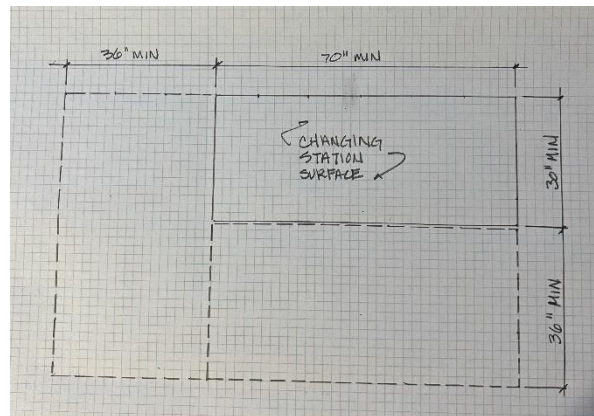 36" MIN
70" MIN
CHANGING
STATION
SURFACE
30" MIN
36" MIN